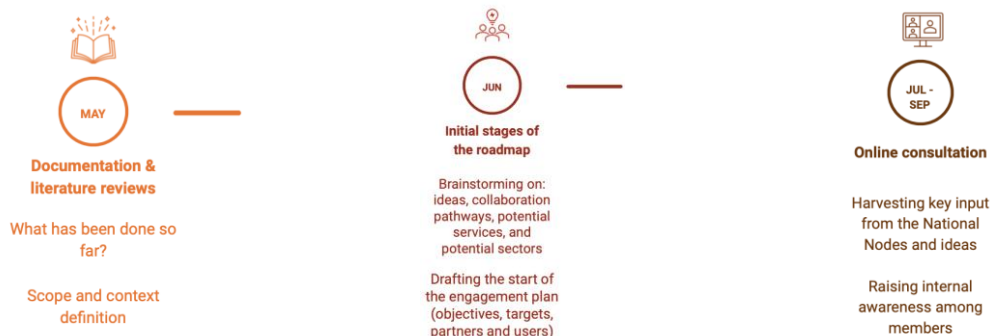 MAY
Documentation &
literature reviews
What has been done so
far?
Scope and context
definition
JUN
Initial stages of
the roadmap
Brainstorming on:
ideas, collaboration
pathways, potential
services, and
potential sectors
Drafting the start of
the engagement plan
(objectives, targets,
partners and users)
JUL -
SEP
Online consultation
Harvesting key input
from the National
Nodes and ideas
Raising internal
awareness among
members